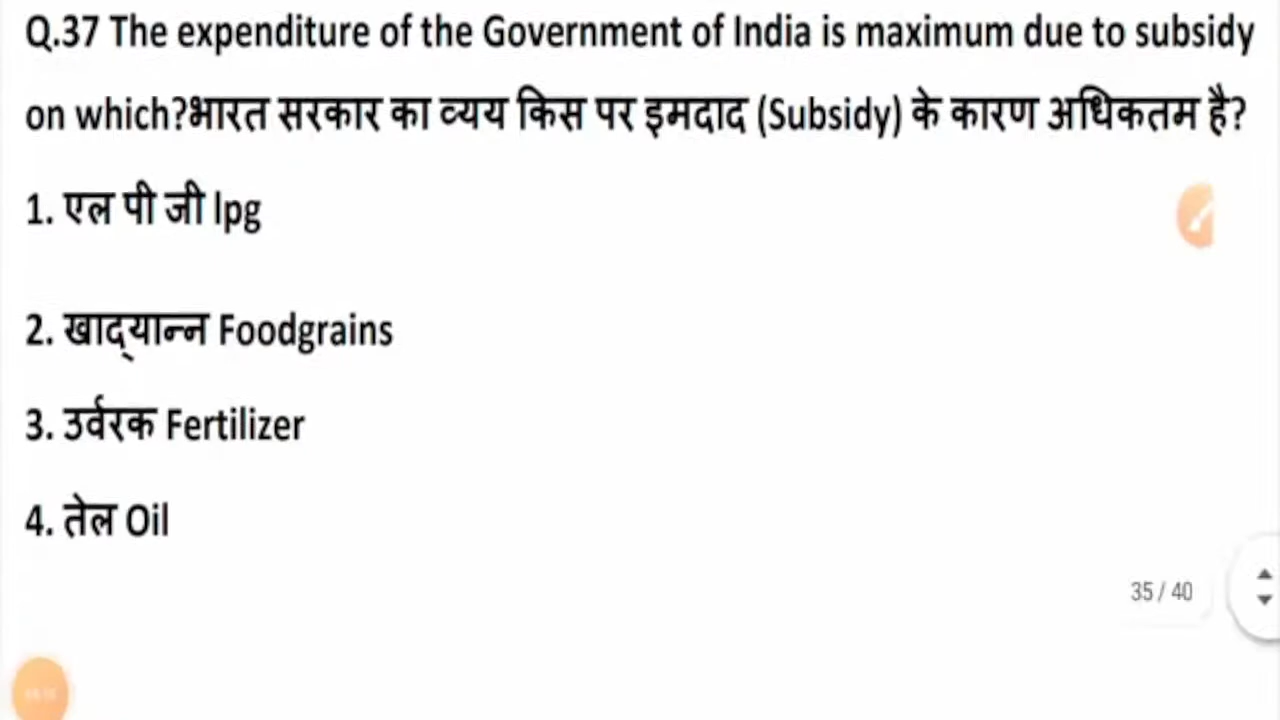 Q.37 The expenditure of the Government of India is maximum due to subsidy
on which?भारत सरकार का व्यय किस पर इमदाद (Subsidy) के कारण अधिकतम है?
1. एल पी जी lpg
2. खाद्यान्न Foodgrains
3. उर्वरक Fertilizer
4. तेल Oil
35 / 40